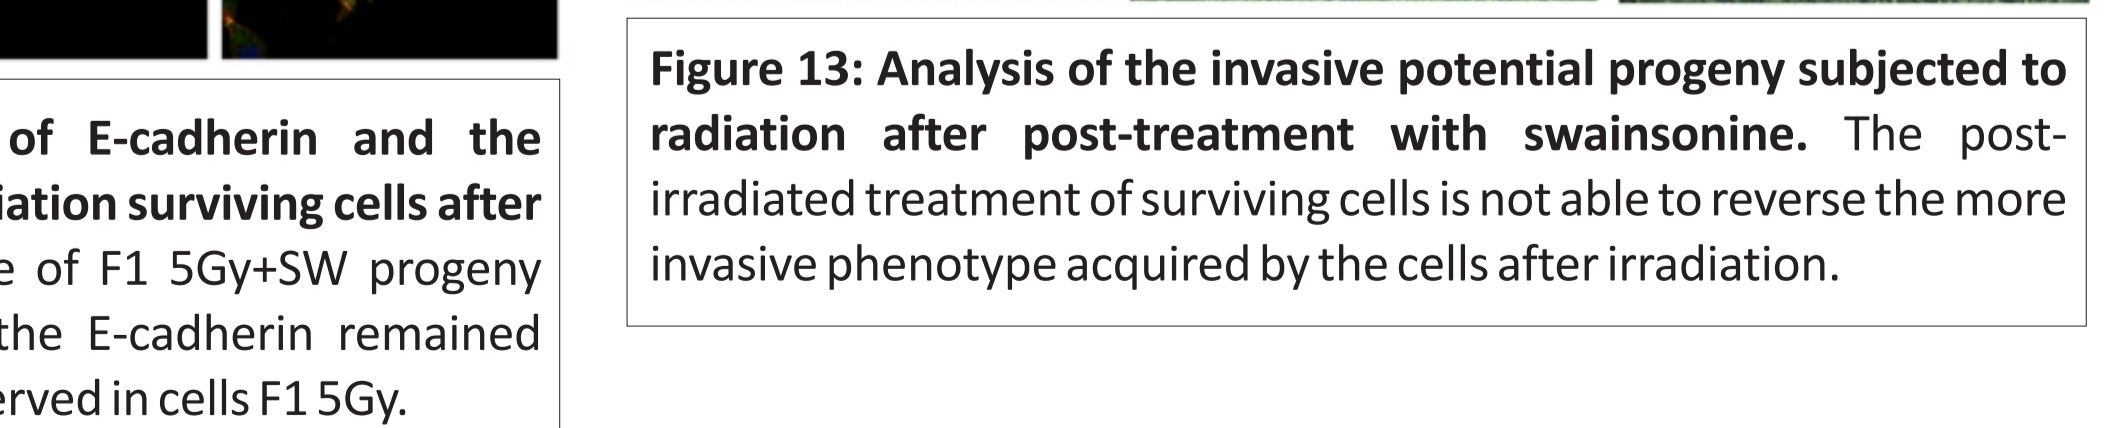 of E-cadherin and the
surviving cells after
of F1 5Gy+SW progeny
the E-cadherin remained
in cells F1 5Gy.
Figure 13: Analysis of the invasive potential progeny subjected to
radiation after post-treatment with swainsonine. The post-
irradiated treatment of surviving cells is not able to reverse the more
invasive phenotype acquired by the cells after irradiation.